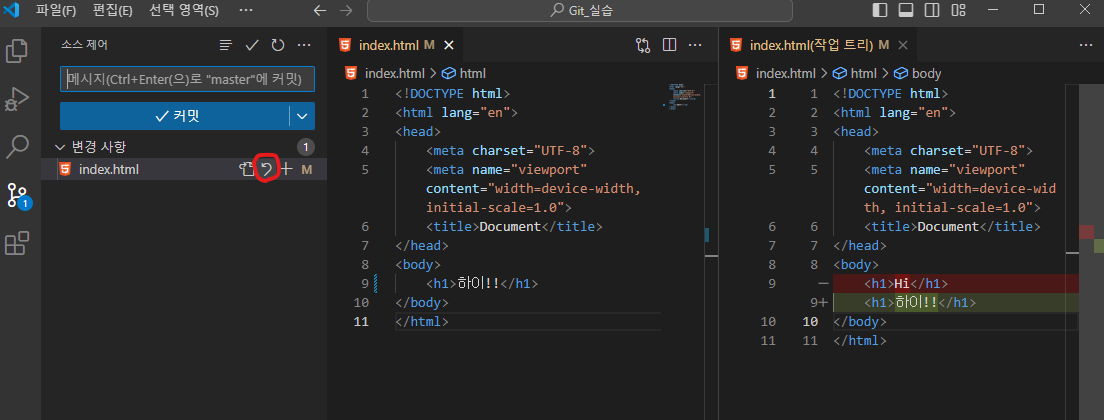 파일(F) 편집(E) 선택 영역(S) ... Git_실습
소스 제어
메시지(Ctrl+Enter(으)로 "master"에 커밋)
커밋
변경 사항 1
index.html M
1
index.html M
index.html > html
1 <!DOCTYPE html>
2 <html lang="en">
3 <head>
4 <meta charset="UTF-8">
5 <meta name="viewport"
content="width=device-width,
initial-scale=1.0">
6 <title>Document</title>
7 </head>
8 <body>
9 <h1>하이!!</h1>
10 </body>
11 </html>
index.html(작업 트리) M
index.html > html > body
1 1 <!DOCTYPE html>
2 2 <html lang="en">
3 3 <head>
4 4 <meta charset="UTF-8">
5 5 <meta name="viewport"
content="width=device-wid
th, initial-scale=1.0">
6 6 <title>Document</title>
7 7 </head>
8 8 <body>
9 — <h1>Hi</h1>
9+ <h1>하이!!</h1>
10 10 </body>
11 11 </html>